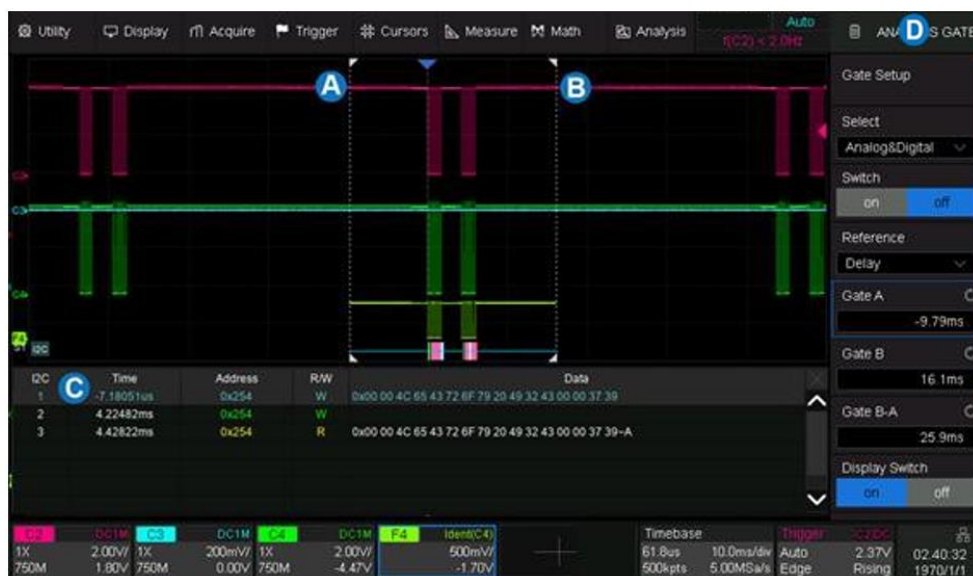 Utility Display Acquire Trigger Cursors Measure Math Analysis Auto
f(C2) < 2.0Hz
D
A
B
Gate Setup
Select
Analog&Digital
Switch
on off
Reference
Delay
Gate A
-9.79ms
Gate B
16.1ms
Gate B-A
25.9ms
Display Switch
on off
C2
C3
C4
F4
S1 I2C
C
I2C Time Address R/W Data
1 -7.18051us 0x254 W 0x00 00 4C 65 43 72 6F 79 20 49 32 43 00 00 37 39
2 4.22482ms 0x254 W
3 4.42822ms 0x254 R 0x00 00 4C 65 43 72 6F 79 20 49 32 43 00 00 37 39~A
C2 DC1M C3 DC1M C4 DC1M F4 Ident(C4) Timebase Trigger C2 DC
1X 2.00V/ 1X 200mV/ 1X 2.00V/ 500mV/ 61.8us 10.0ms/div Auto 2.37V 02:40:32
750M 1.80V 750M 0.00V 750M -4.47V -1.70V 500kpts 5.00MSa/s Edge Rising 1970/1/1